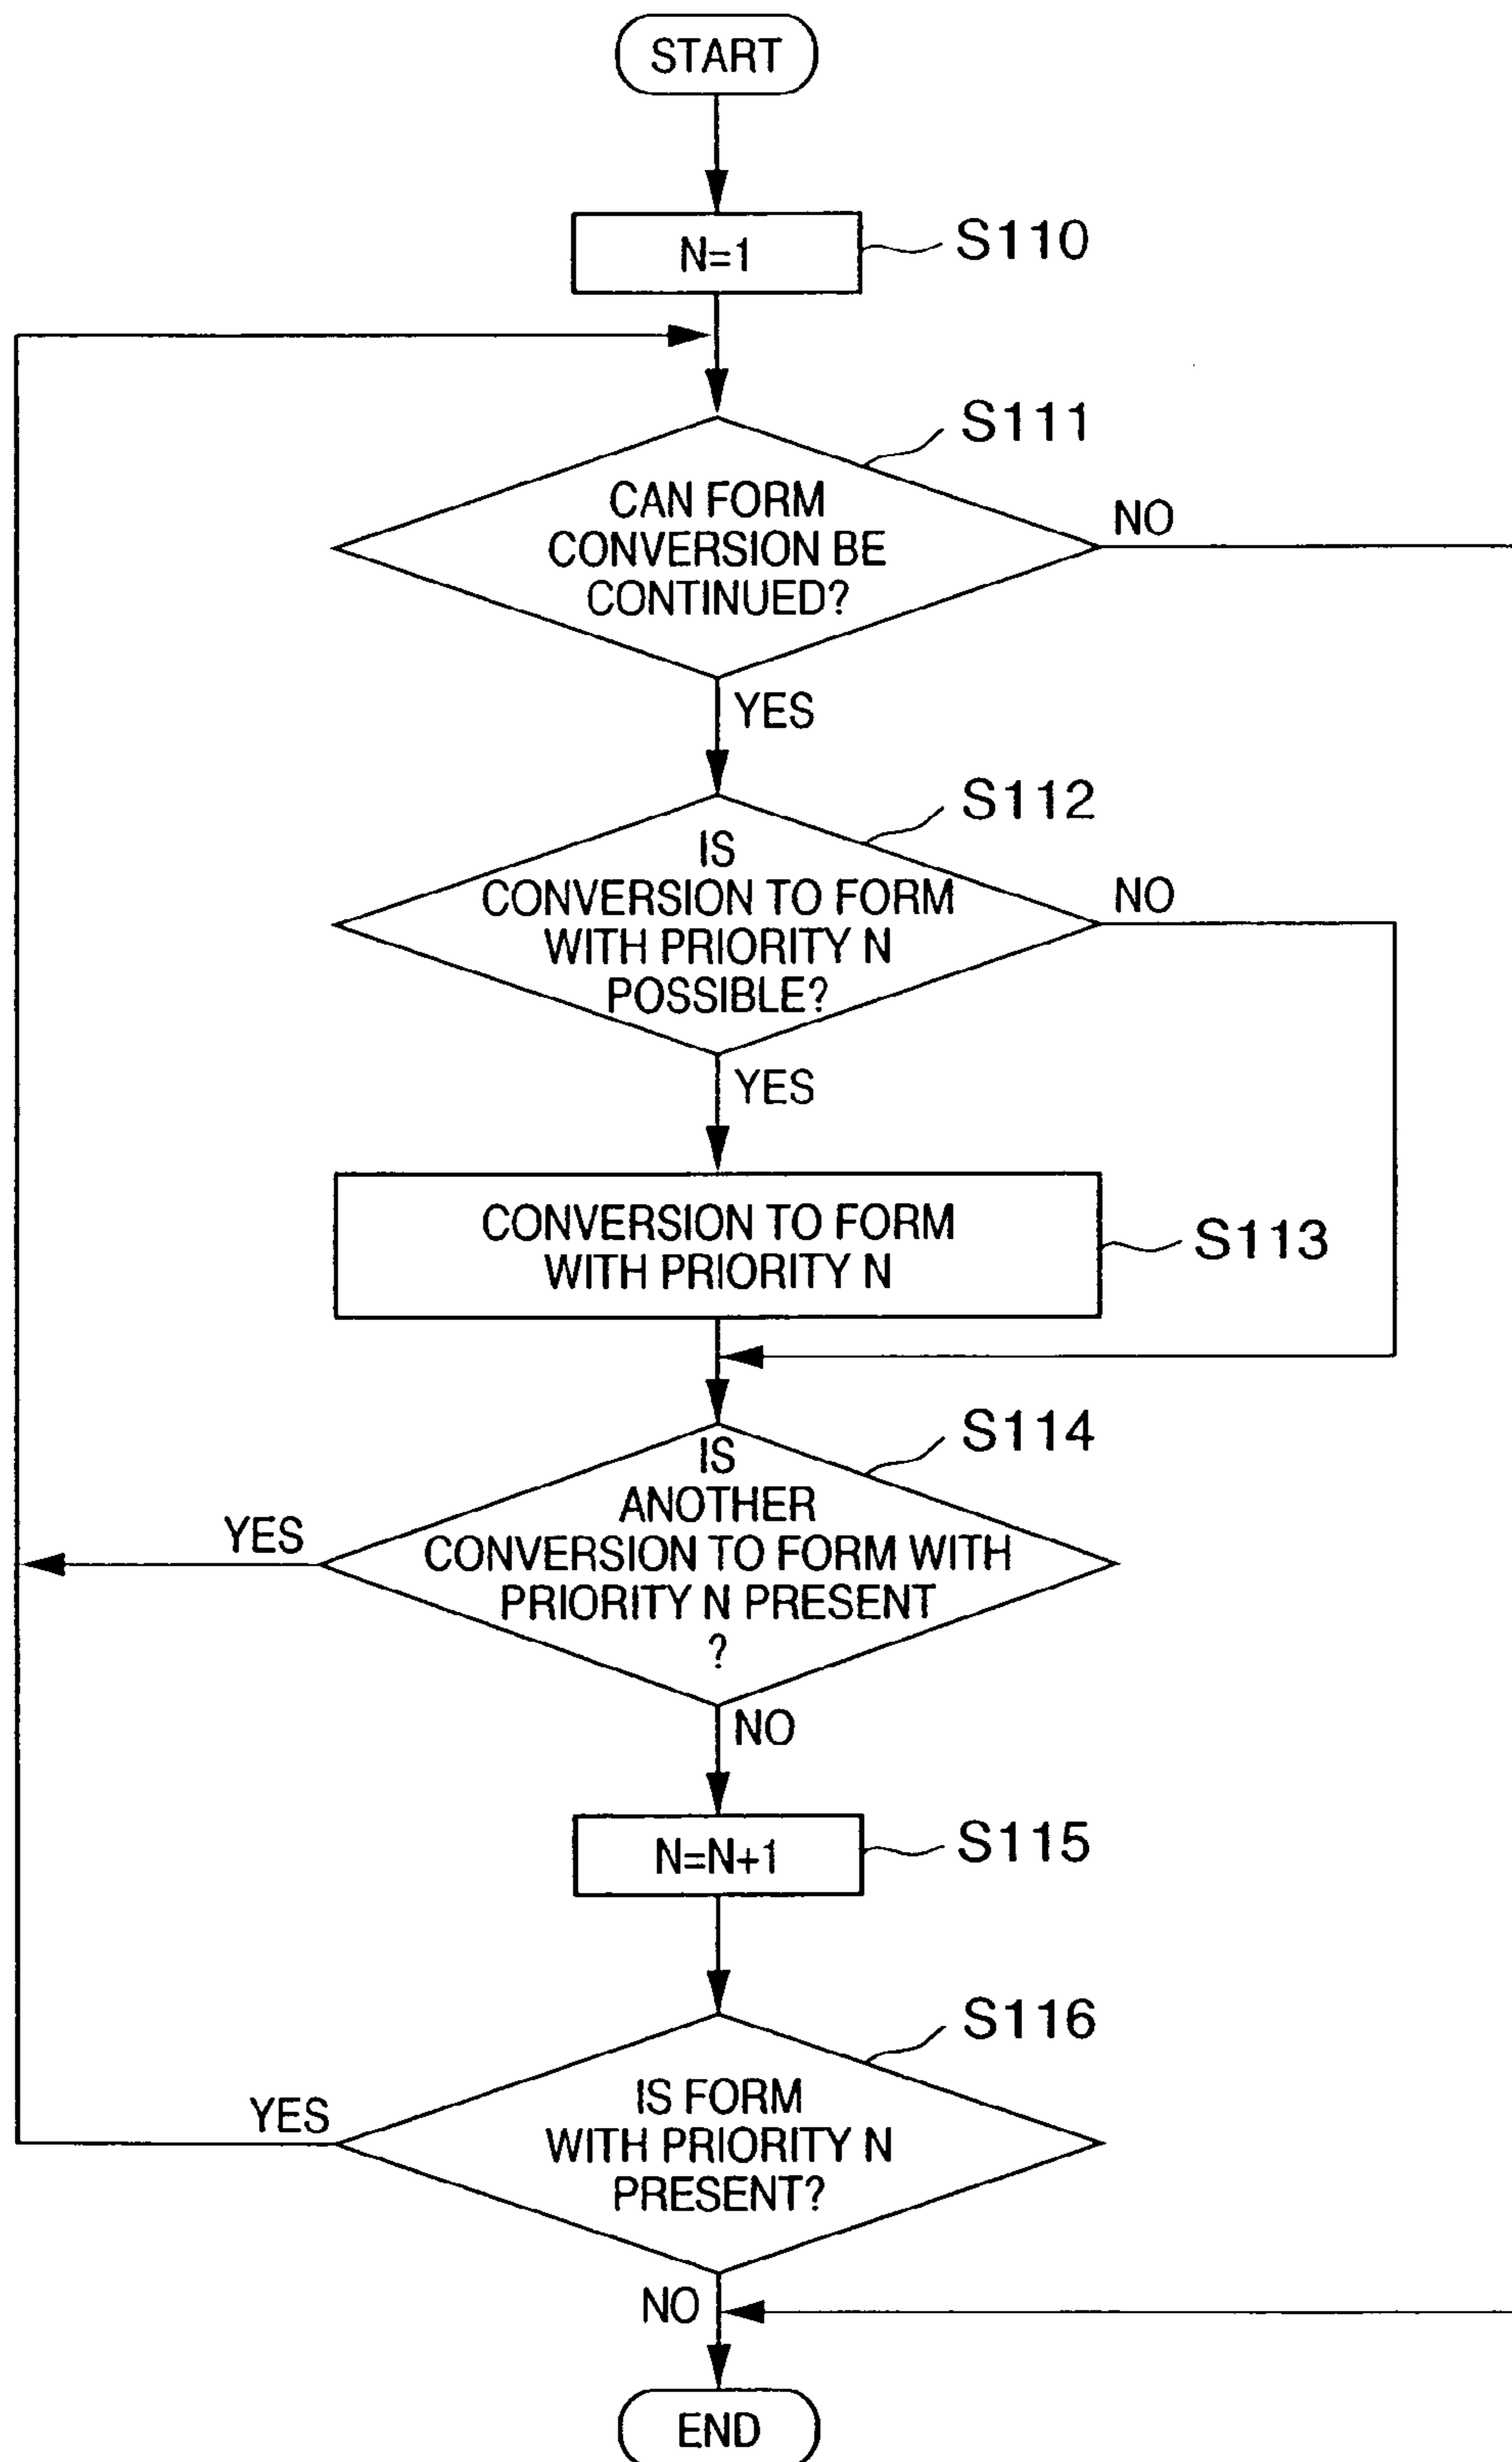 START
N=1
S110
S111
CAN FORM
CONVERSION BE
CONTINUED?
NO
YES
S112
IS
CONVERSION TO FORM
WITH PRIORITY N
POSSIBLE?
NO
YES
CONVERSION TO FORM
WITH PRIORITY N
S113
S114
IS
ANOTHER
CONVERSION TO FORM WITH
PRIORITY N PRESENT
?
YES
NO
N=N+1
S115
S116
IS FORM
WITH PRIORITY N
PRESENT?
YES
NO
END